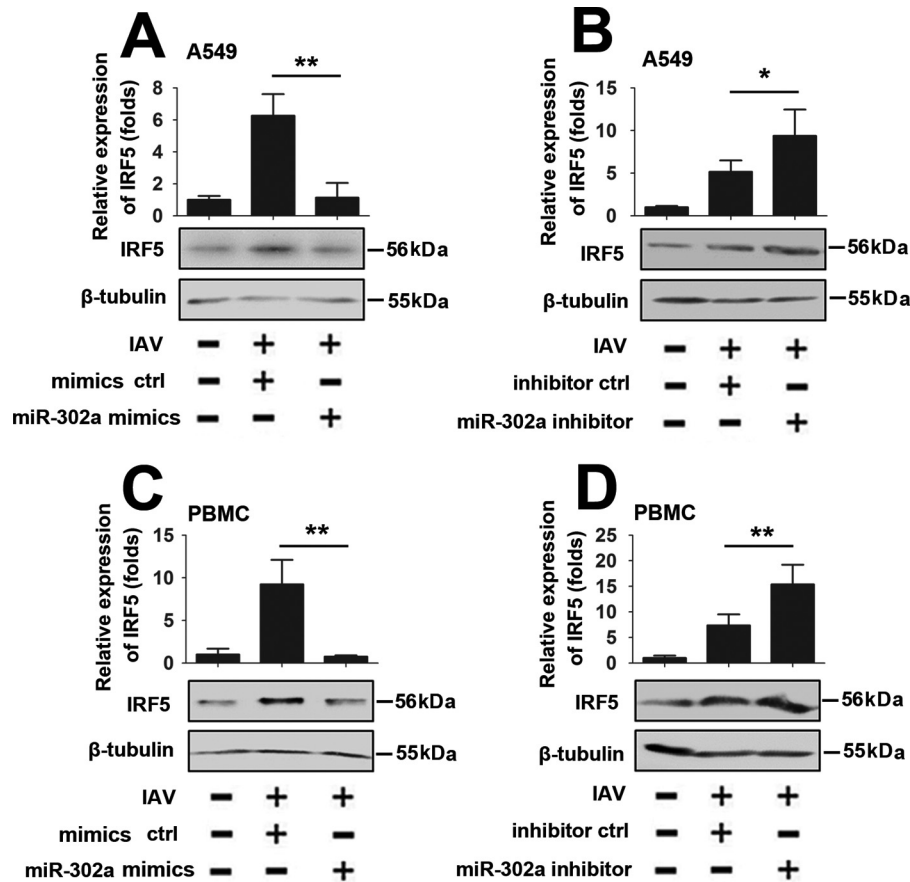 A
A549
**
Relative expression
of IRF5 (folds)
8
6
4
2
0
IRF5
56kDa
β-tubulin
55kDa
IAV - + +
mimics ctrl - + -
miR-302a mimics - - +
B
A549
*
Relative expression
of IRF5 (folds)
15
10
5
0
IRF5
56kDa
β-tubulin
55kDa
IAV - + +
inhibitor ctrl - + -
miR-302a inhibitor - - +
C
PBMC
**
Relative expression
of IRF5 (folds)
15
10
5
0
IRF5
56kDa
β-tubulin
55kDa
IAV - + +
mimics ctrl - + -
miR-302a mimics - - +
D
PBMC
**
Relative expression
of IRF5 (folds)
25
20
15
10
5
0
IRF5
56kDa
β-tubulin
55kDa
IAV - + +
inhibitor ctrl - + -
miR-302a inhibitor - - +